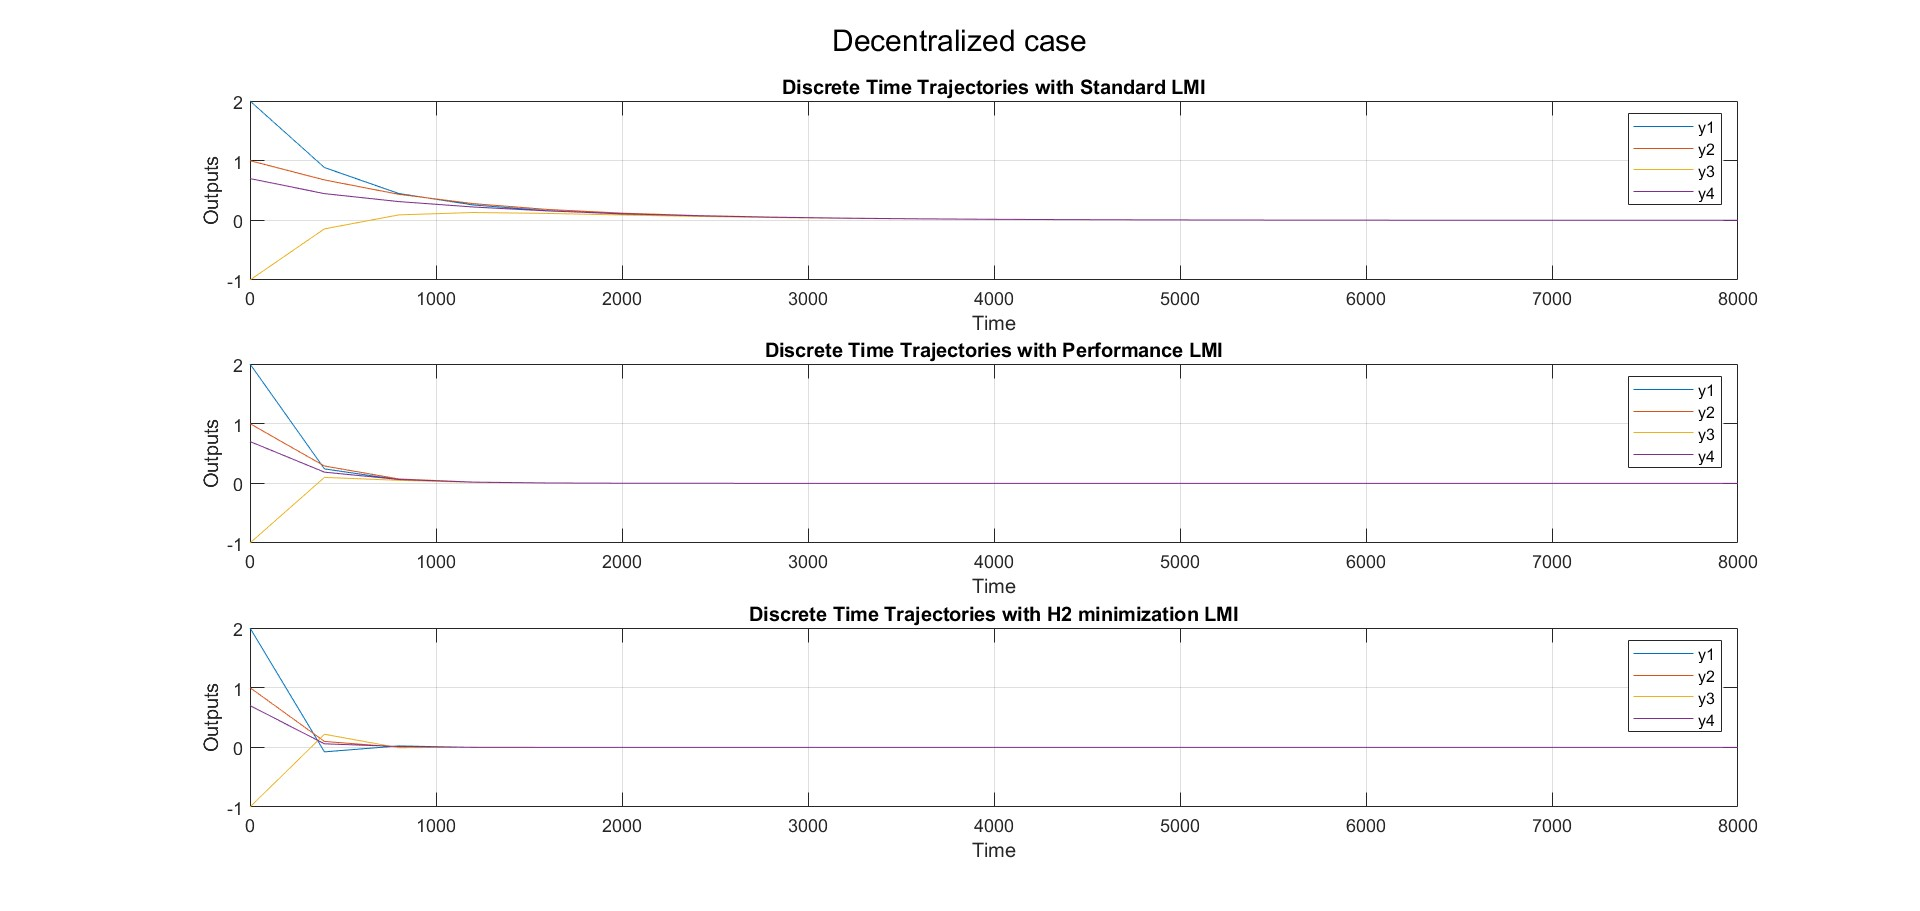 Decentralized case
Discrete Time Trajectories with Standard LMI
2
1
0
-1
Outputs
0 1000 2000 3000 4000 5000 6000 7000 8000
Time
y1
y2
y3
y4
Discrete Time Trajectories with Performance LMI
2
1
0
-1
Outputs
0 1000 2000 3000 4000 5000 6000 7000 8000
Time
y1
y2
y3
y4
Discrete Time Trajectories with H2 minimization LMI
2
1
0
-1
Outputs
0 1000 2000 3000 4000 5000 6000 7000 8000
Time
y1
y2
y3
y4